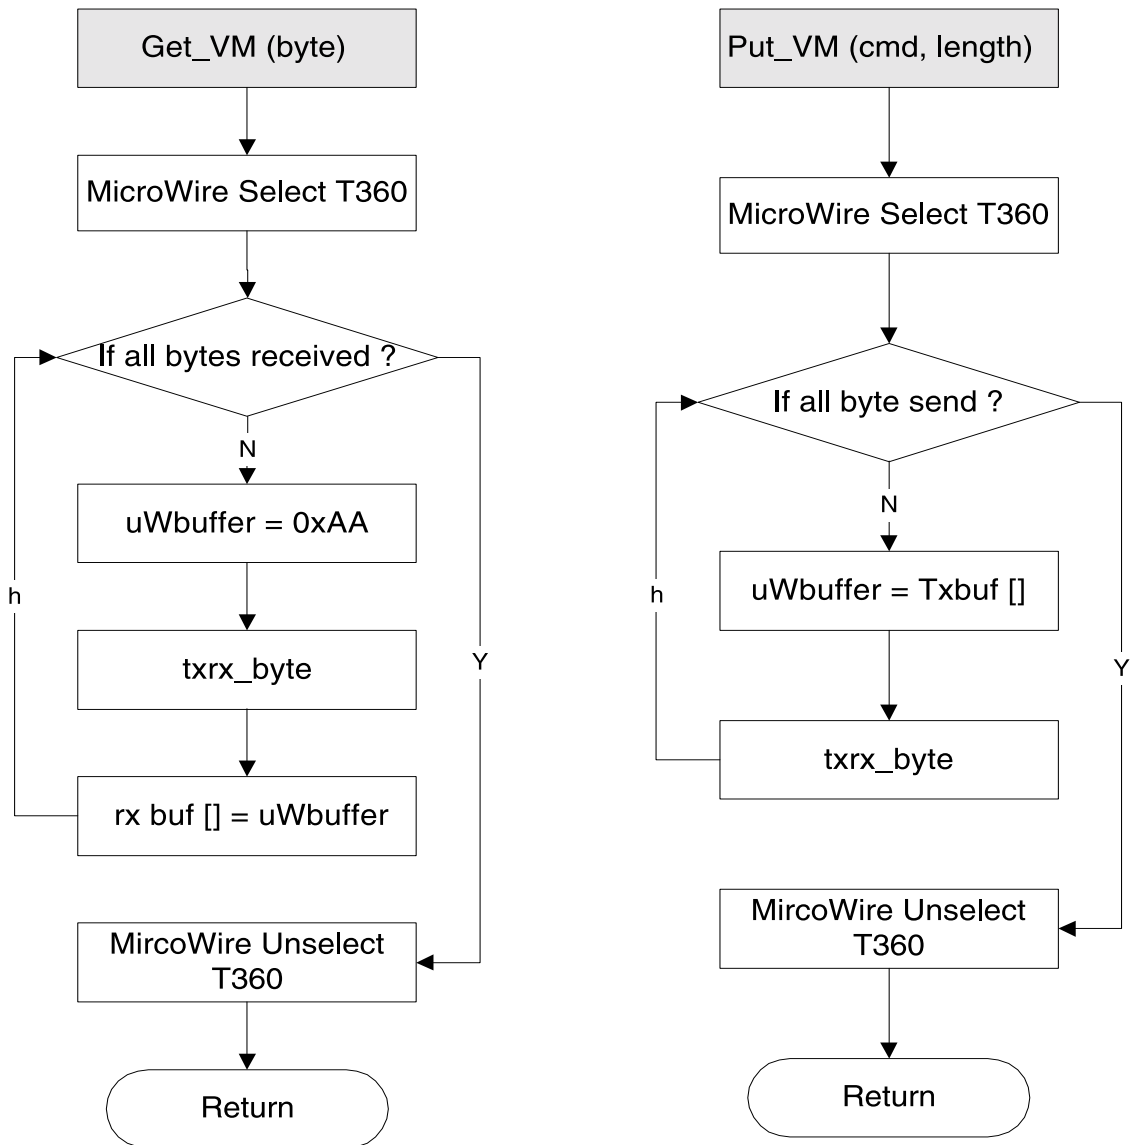 Get_VM (byte)
MicroWire Select T360
If all bytes received ?
N
uWbuffer = 0xAA
h
txrx_byte
Y
rx buf [] = uWbuffer
MircoWire Unselect
T360
Return
Put_VM (cmd, length)
MicroWire Select T360
If all byte send ?
N
uWbuffer = Txbuf []
h
Y
txrx_byte
MircoWire Unselect
T360
Return